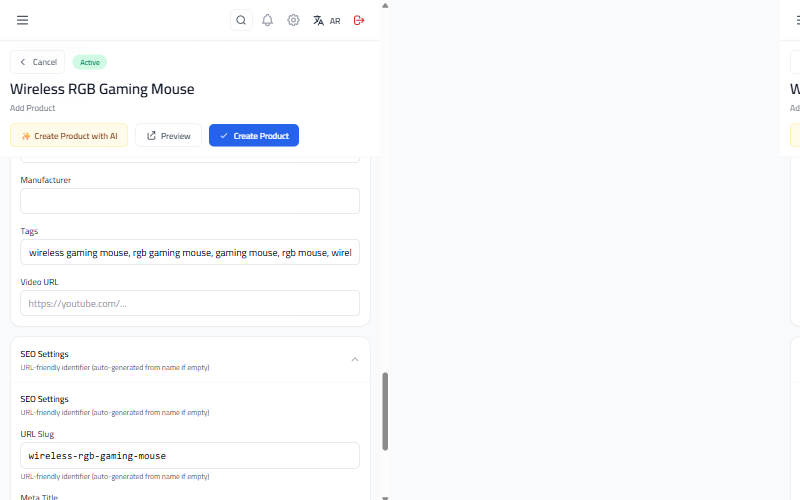 AR
Cancel
Active
Wireless RGB Gaming Mouse
Add Product
Create Product with AI
Preview
Create Product
Manufacturer
Tags
wireless gaming mouse, rgb gaming mouse, gaming mouse, rgb mouse, wirel
Video URL
https://youtube.com/...
SEO Settings
URL-friendly identifier (auto-generated from name if empty)
SEO Settings
URL-friendly identifier (auto-generated from name if empty)
URL Slug
wireless-rgb-gaming-mouse
URL-friendly identifier (auto-generated from name if empty)
Meta Title